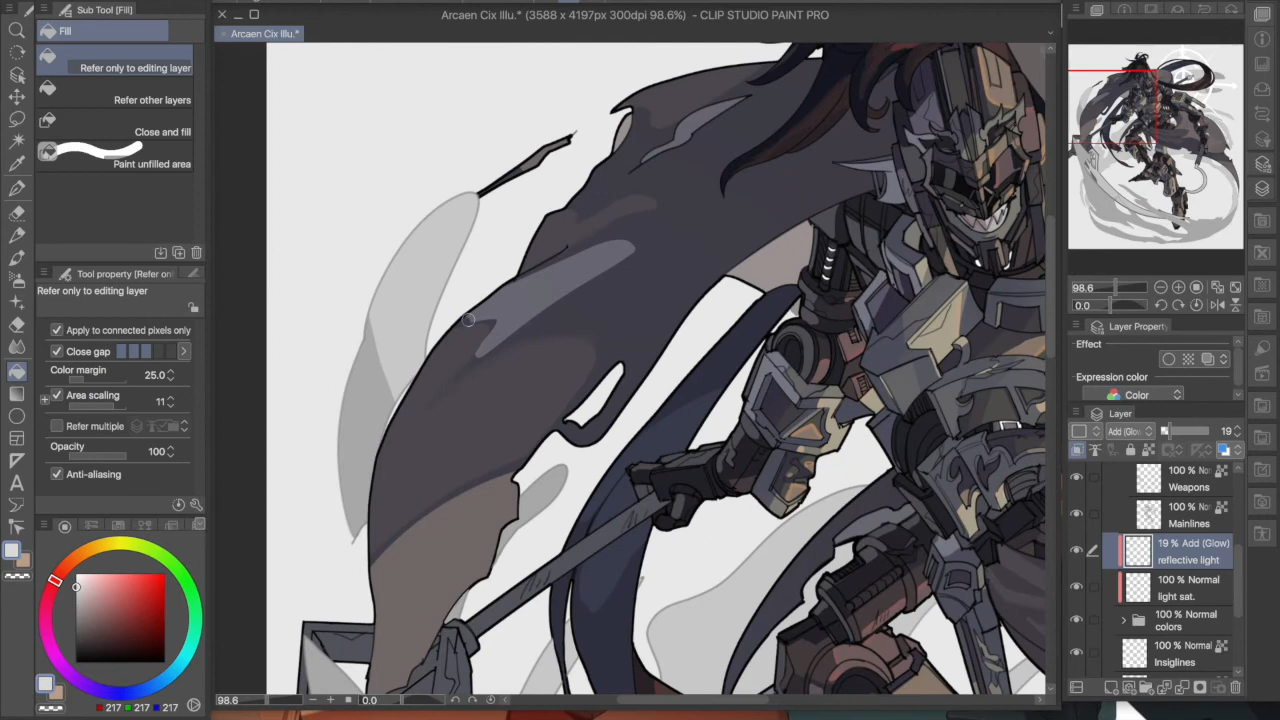 Sub Tool [Fill]
Fill
Refer only to editing layer
Refer other layers
Close and fill
Paint unfilled area
Tool property [Refer on
Refer only to editing layer
Apply to connected pixels only
Close gap
Color margin
25.0
Area scaling
11
Refer multiple
Opacity
100
Anti-aliasing
217 217 217
Arcaen Cix Illu.* (3588 x 4197px 300dpi 98.6%) - CLIP STUDIO PAINT PRO
Arcaen Cix Illu.*
98.6 0.0
98.6
0.0
Layer Property
Effect
Expression color
Color
Layer
Add (Glow) 19
100 % No
Weapons
100 % No
Mainlines
19 % Add (Glow)
reflective light
100 % Normal
light sat.
100 % Normal
colors
100 % Normal
Insiglines